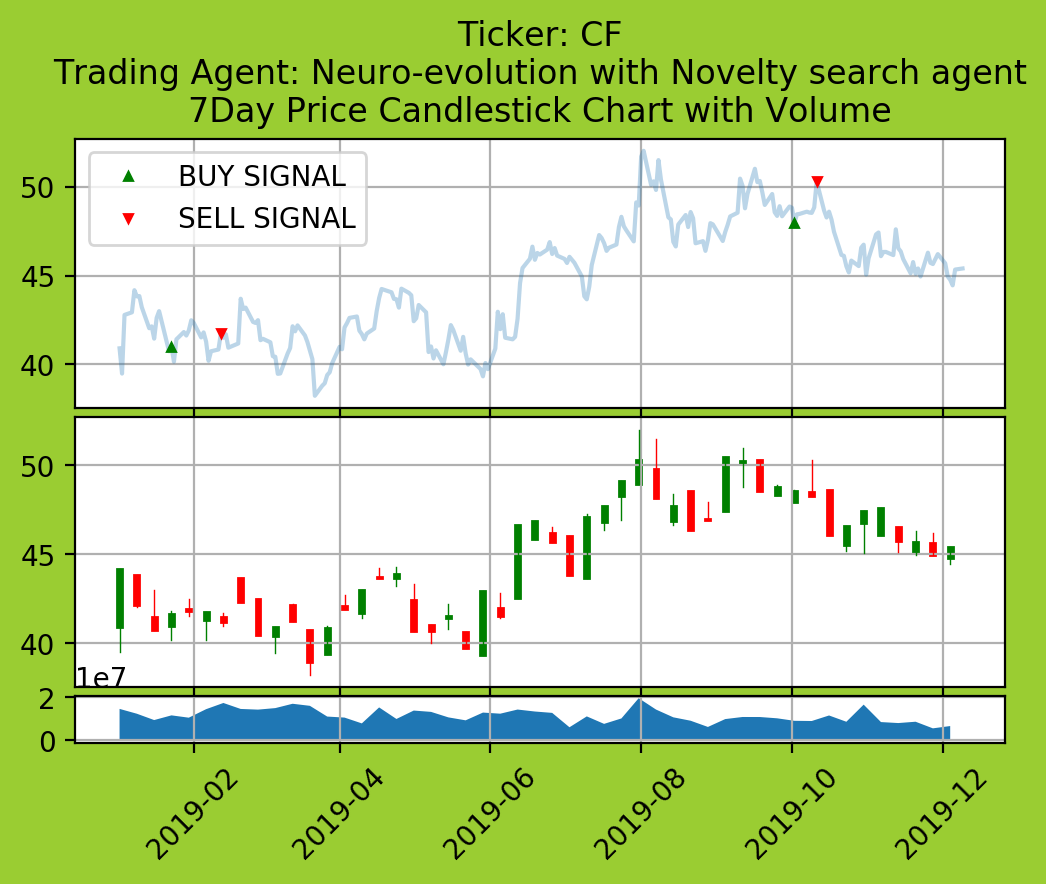 Ticker: CF
Trading Agent: Neuro-evolution with Novelty search agent
7Day Price Candlestick Chart with Volume
BUY SIGNAL
SELL SIGNAL
50
45
40
50
45
40
1e7
2
0
2019-02
2019-04
2019-06
2019-08
2019-10
2019-12